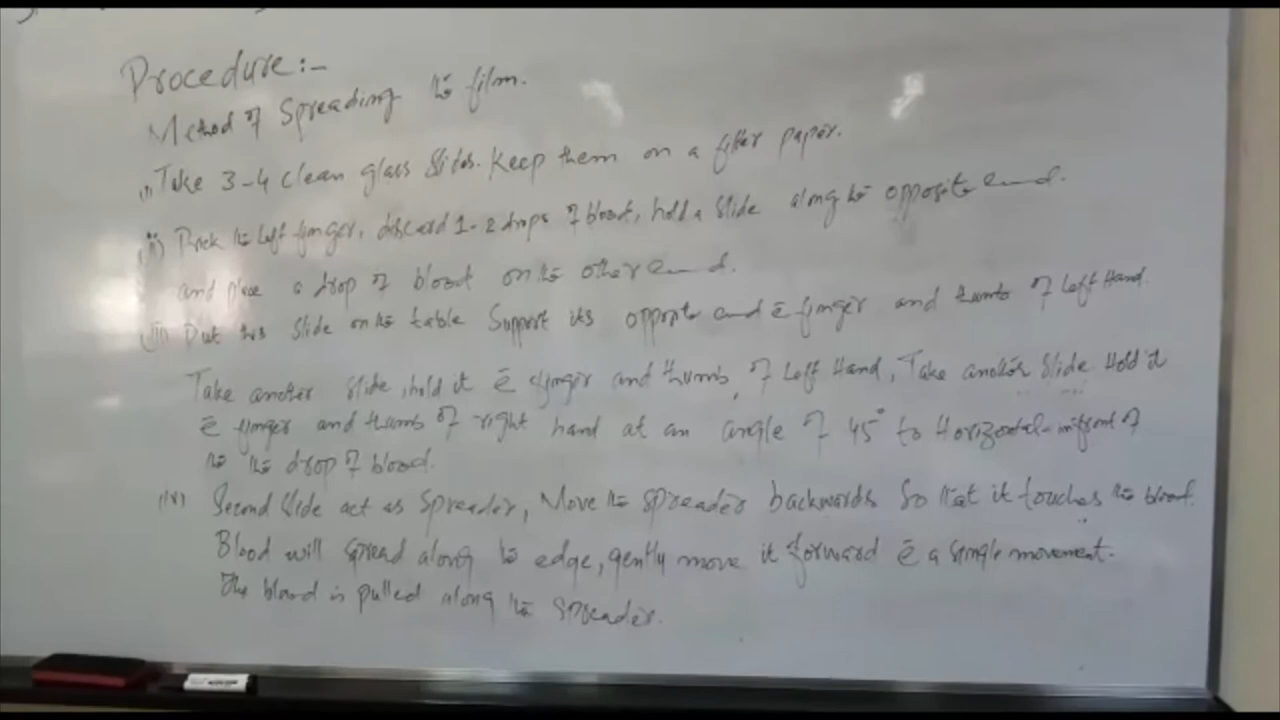 Procedure:-
Method of Spreading the film.
(i) Take 3-4 clean glass slides. Keep them on a filter paper.
(ii) Prick the left finger, discard 1-2 drops of blood, hold a slide along the opposite end.
and place a drop of blood on the other end.
(iii) Put this slide on the table Support its opposite end c̄ finger and thumb of Left Hand.
Take another slide, hold it c̄ finger and thumb, of Left Hand, Take another slide Hold it
c̄ finger and thumb of right hand at an angle of 45° to Horizontal-infront of
the the drop of blood.
(iv) Second slide act as Spreader, Move the spreader backwards So that it touches the blood.
Blood will spread along the edge, gently move it forward c̄ a single movement.
The blood is pulled along the spreader.